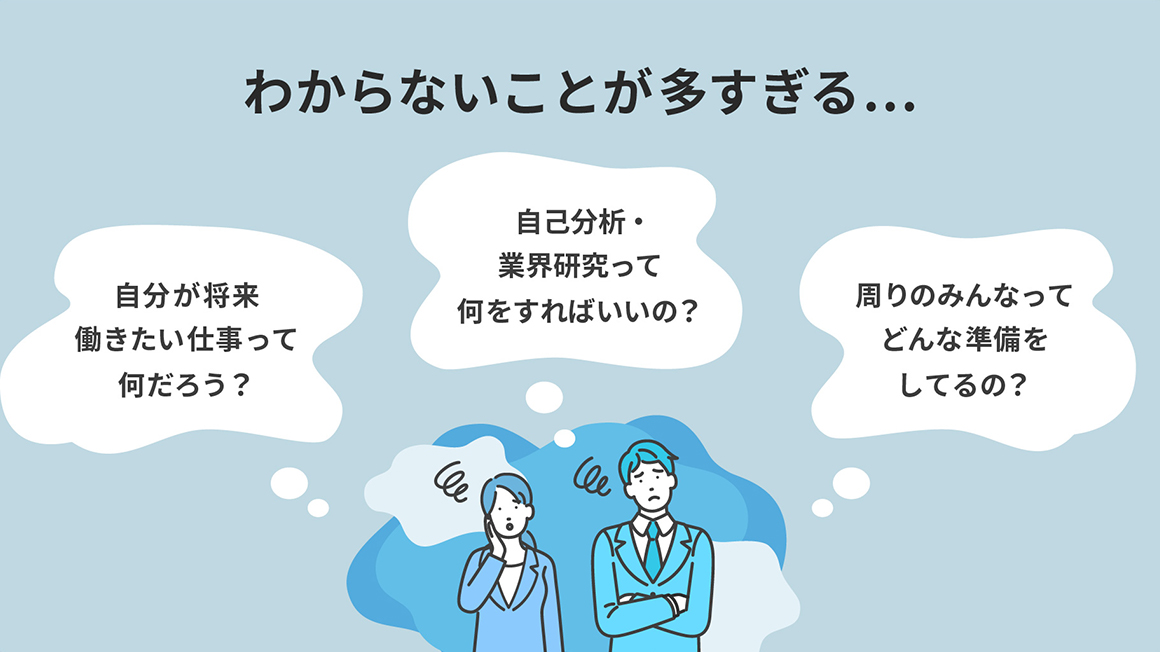 わからないことが多すぎる...
自分が将来
働きたい仕事って
何だろう？
自己分析・
業界研究って
何をすればいいの？
周りのみんなって
どんな準備を
してるの？